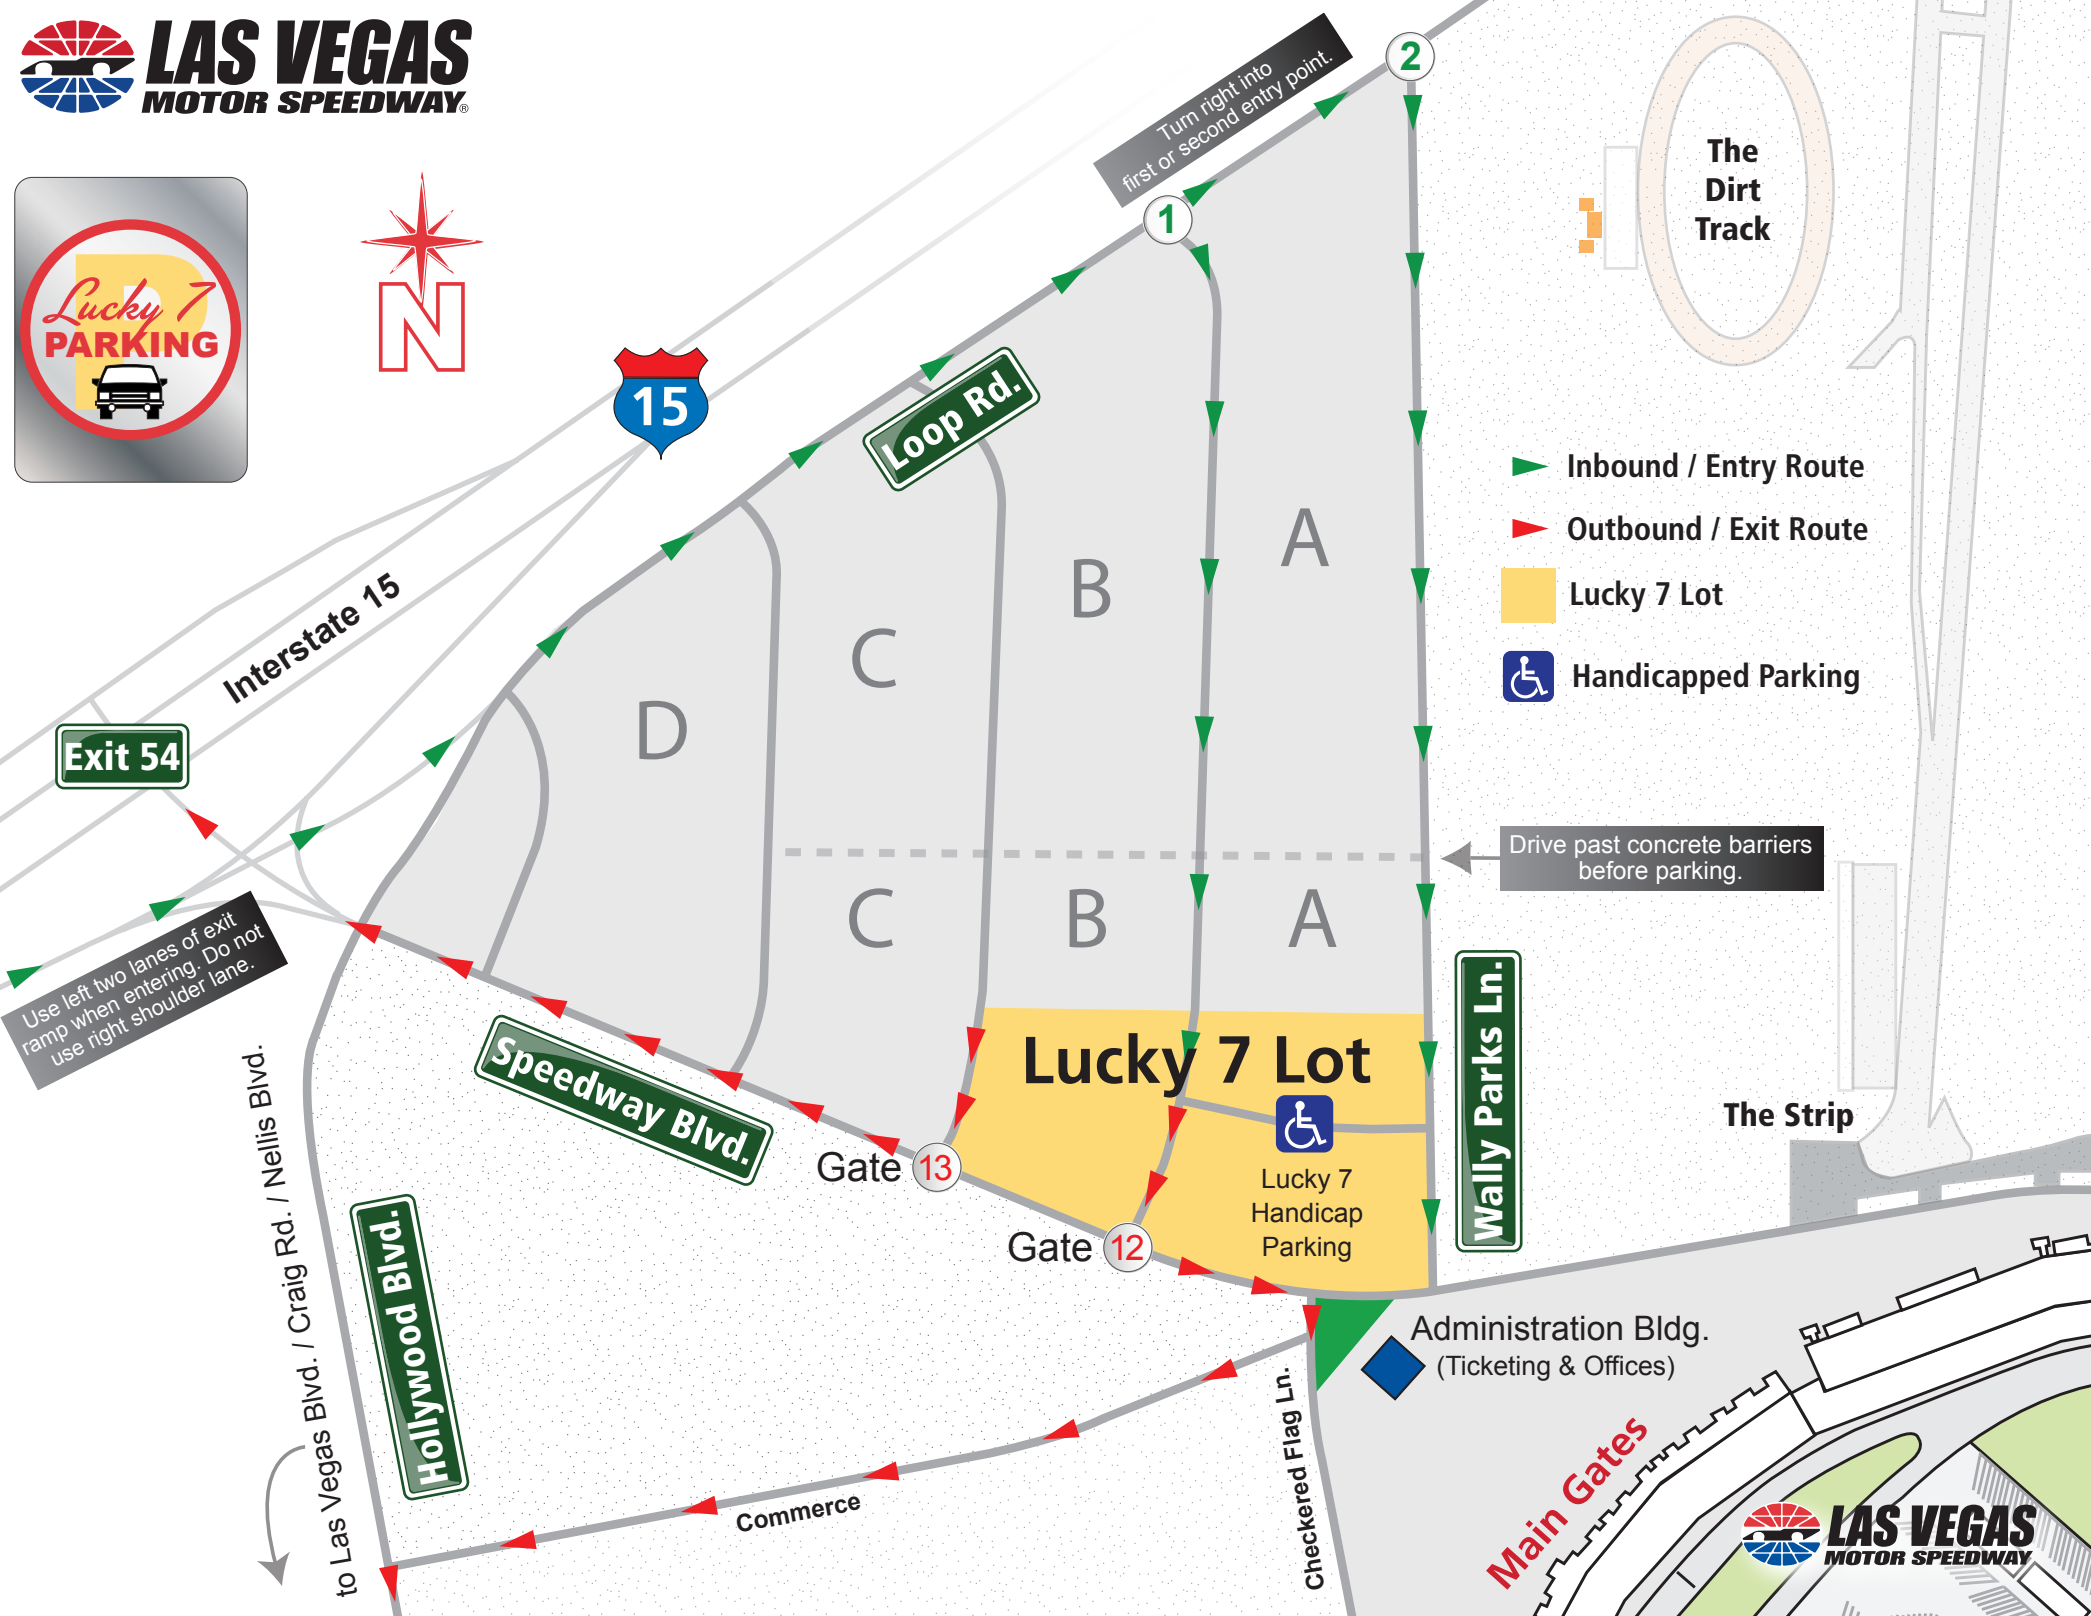 LAS VEGAS
MOTOR SPEEDWAY®
Lucky 7
PARKING
P
N
15
Turn right into
first or second entry point.
2
1
The
Dirt
Track
Loop Rd.
Inbound / Entry Route
Outbound / Exit Route
Lucky 7 Lot
Handicapped Parking
A
B
C
D
Interstate 15
Exit 54
Drive past concrete barriers
before parking.
C
B
A
Use left two lanes of exit
ramp when entering. Do not
use right shoulder lane.
Wally Parks Ln.
Lucky 7 Lot
Speedway Blvd.
The Strip
Gate 13
Lucky 7
Handicap
Parking
Gate 12
Hollywood Blvd.
to Las Vegas Blvd. / Craig Rd. / Nellis Blvd.
Administration Bldg.
(Ticketing & Offices)
Checkered Flag Ln.
Commerce
Main Gates
LAS VEGAS
MOTOR SPEEDWAY